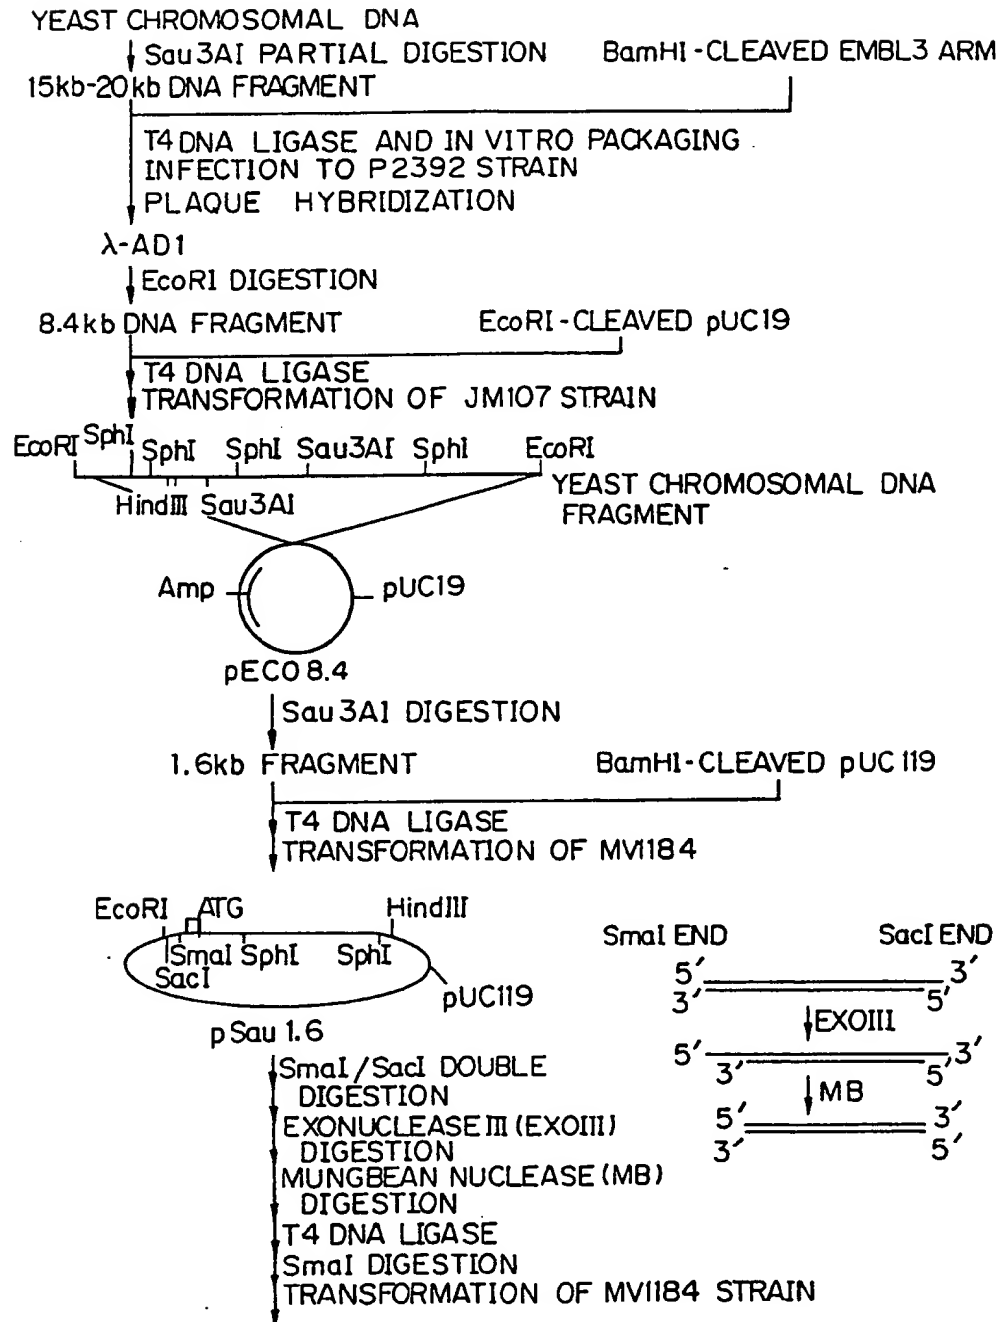 YEAST CHROMOSOMAL DNA
Sau3AI PARTIAL DIGESTION
BamHI-CLEAVED EMBL3 ARM
15kb-20kb DNA FRAGMENT
T4 DNA LIGASE AND IN VITRO PACKAGING
INFECTION TO P2392 STRAIN
PLAQUE HYBRIDIZATION
λ-AD1
EcoRI DIGESTION
8.4kb DNA FRAGMENT
EcoRI-CLEAVED pUC19
T4 DNA LIGASE
TRANSFORMATION OF JM107 STRAIN
EcoRI SphI SphI SphI Sau3AI SphI EcoRI
HindIII Sau3AI
YEAST CHROMOSOMAL DNA
FRAGMENT
Amp
pUC19
pECO 8.4
Sau3A1 DIGESTION
1.6kb FRAGMENT
BamH1-CLEAVED pUC119
T4 DNA LIGASE
TRANSFORMATION OF MV1184
EcoRI ATG HindIII
SmaI SphI SphI
SacI
pUC119
pSau 1.6
SmaI/SacI DOUBLE
DIGESTION
EXONUCLEASE III (EXOIII)
DIGESTION
MUNGBEAN NUCLEASE (MB)
DIGESTION
T4 DNA LIGASE
SmaI DIGESTION
TRANSFORMATION OF MV1184 STRAIN
SmaI END SacI END
5' 3'
3' 5'
EXOIII
5' 3'
3' 5'
MB
5' 3'
3' 5'